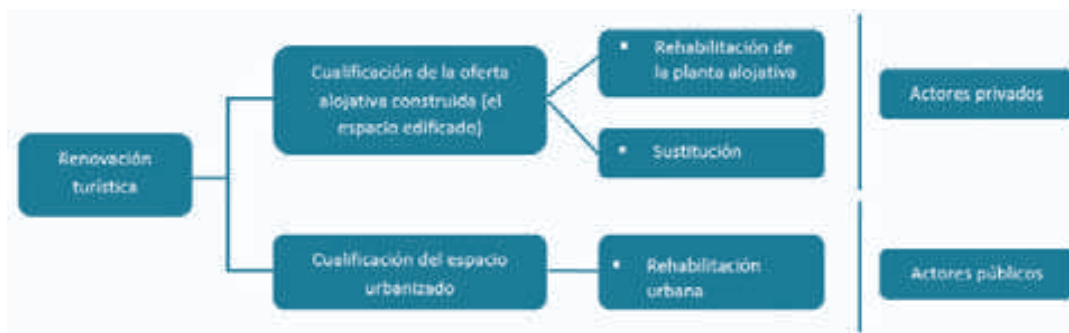 Renovación
turística
Cualificación de la oferta
alojativa construida (el
espacio edificado)
▪ Rehabilitación de
la planta alojativa
▪ Sustitución
Actores privados
Cualificación del espacio
urbanizado
▪ Rehabilitación
urbana
Actores públicos